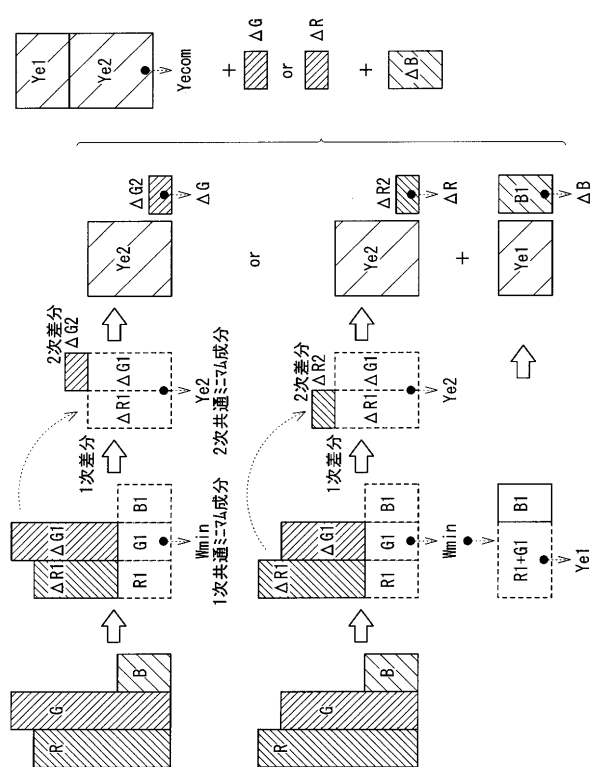 Ye1
Ye2
Yecom
+
ΔG
or
ΔR
+
ΔB
R
G
B
ΔR1
ΔG1
R1
G1
B1
Wmin
1次共通ミニマム成分
1次差分
2次差分
ΔG2
ΔR1
ΔG1
Ye2
2次共通ミニマム成分
Ye2
ΔG2
ΔG
or
R
G
B
ΔR1
ΔG1
R1
G1
B1
Wmin
1次差分
2次差分
ΔR2
ΔR1
ΔG1
Ye2
Ye2
ΔR2
ΔR
+
R1+G1
B1
Ye1
Ye1
B1
ΔB